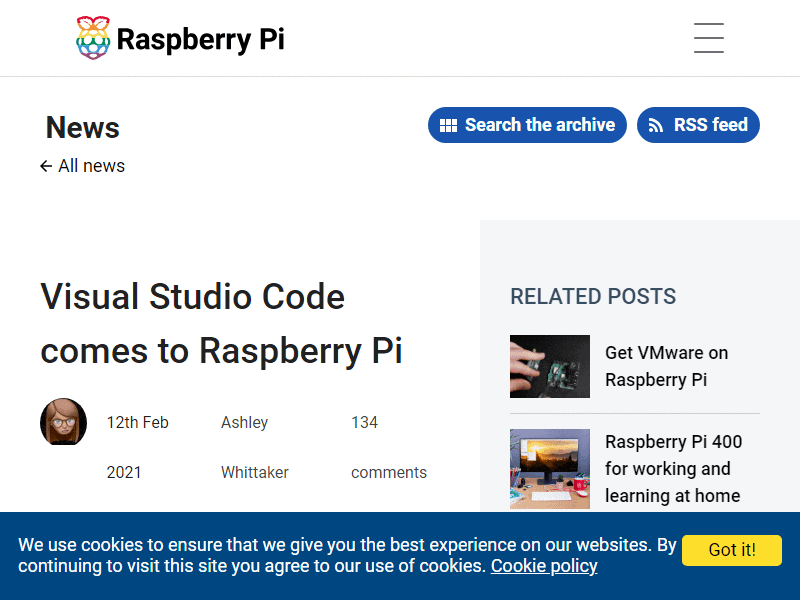 Raspberry Pi
News
Search the archive
RSS feed
← All news
Visual Studio Code
comes to Raspberry Pi
12th Feb
2021
Ashley
Whittaker
134
comments
RELATED POSTS
Get VMware on
Raspberry Pi
Raspberry Pi 400
for working and
learning at home
We use cookies to ensure that we give you the best experience on our websites. By
continuing to visit this site you agree to our use of cookies. Cookie policy
Got it!